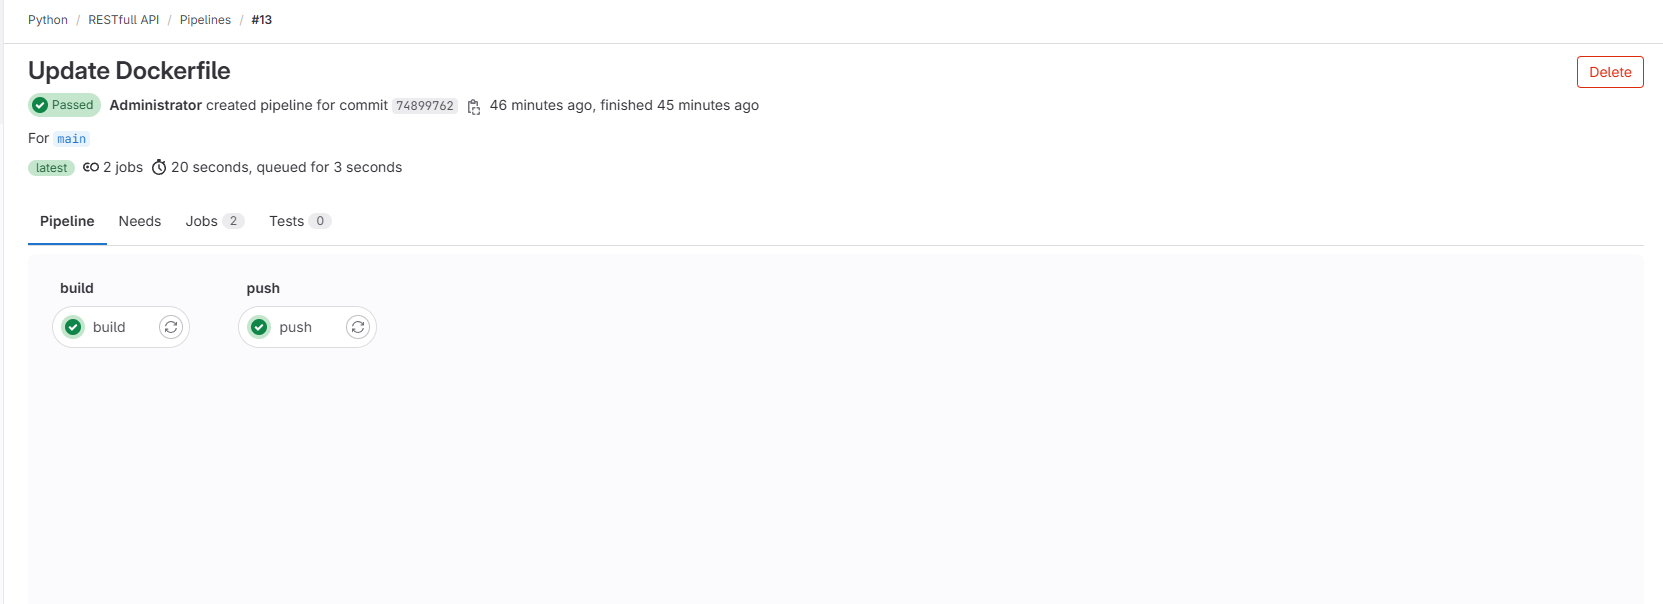 Python / RESTfull API / Pipelines / #13
Update Dockerfile
Delete
Passed Administrator created pipeline for commit 74899762 46 minutes ago, finished 45 minutes ago
For main
latest 2 jobs 20 seconds, queued for 3 seconds
Pipeline Needs Jobs 2 Tests 0
build push
build push